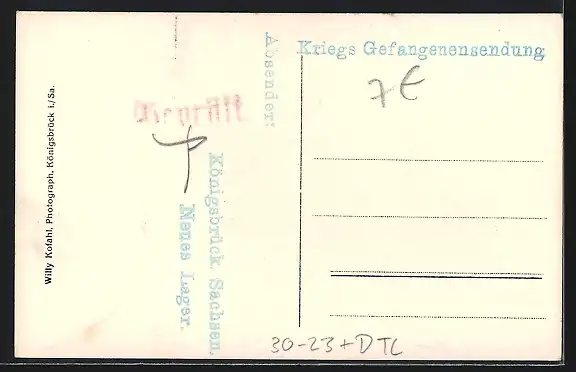 Kriegs Gefangenensendung
7€
Absender:
Geprüft
Königsbrück Sachsen.
Neues Lager.
Willy Kofahl, Photograph, Königsbrück i./Sa.
30-23+DTL